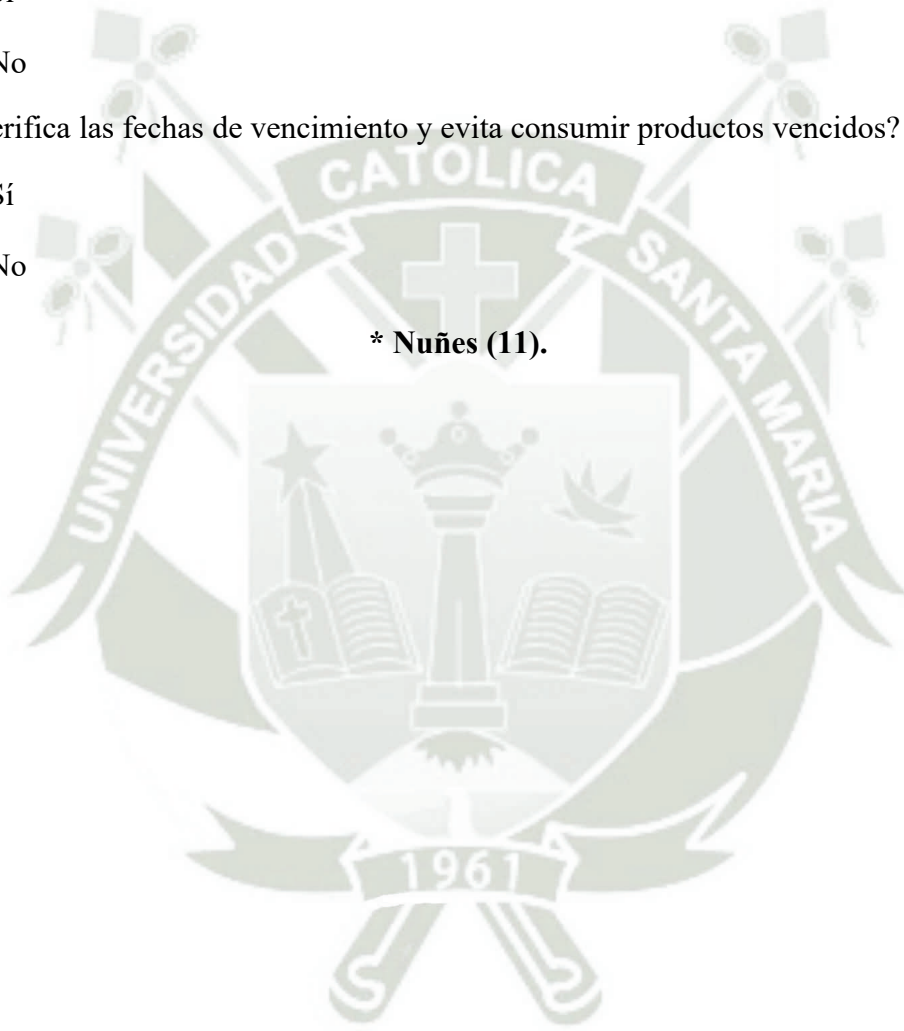 No
erifica las fechas de vencimiento y evita consumir productos vencidos?
Sí
No
* Nuñes (11).
UNIVERSIDAD CATOLICA SANTA MARIA
1961